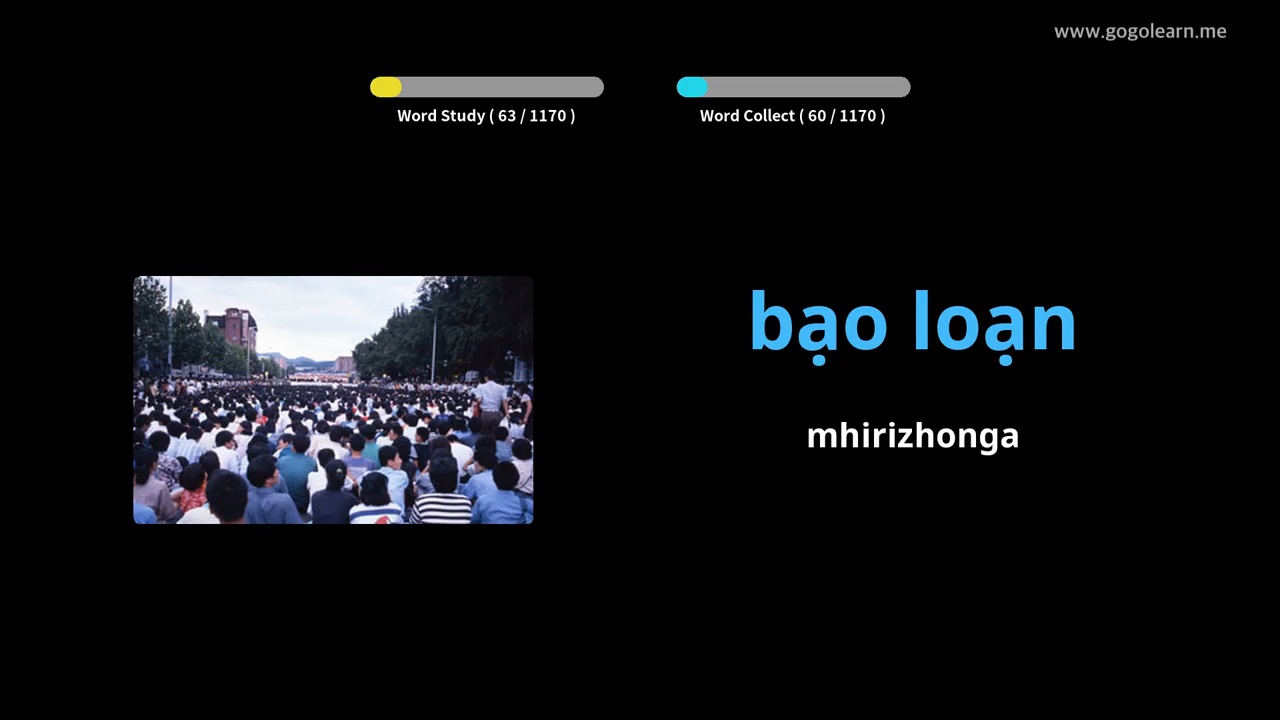 www.gogolearn.me
Word Study ( 63 / 1170 )
Word Collect ( 60 / 1170 )
bạo loạn
mhirizhonga